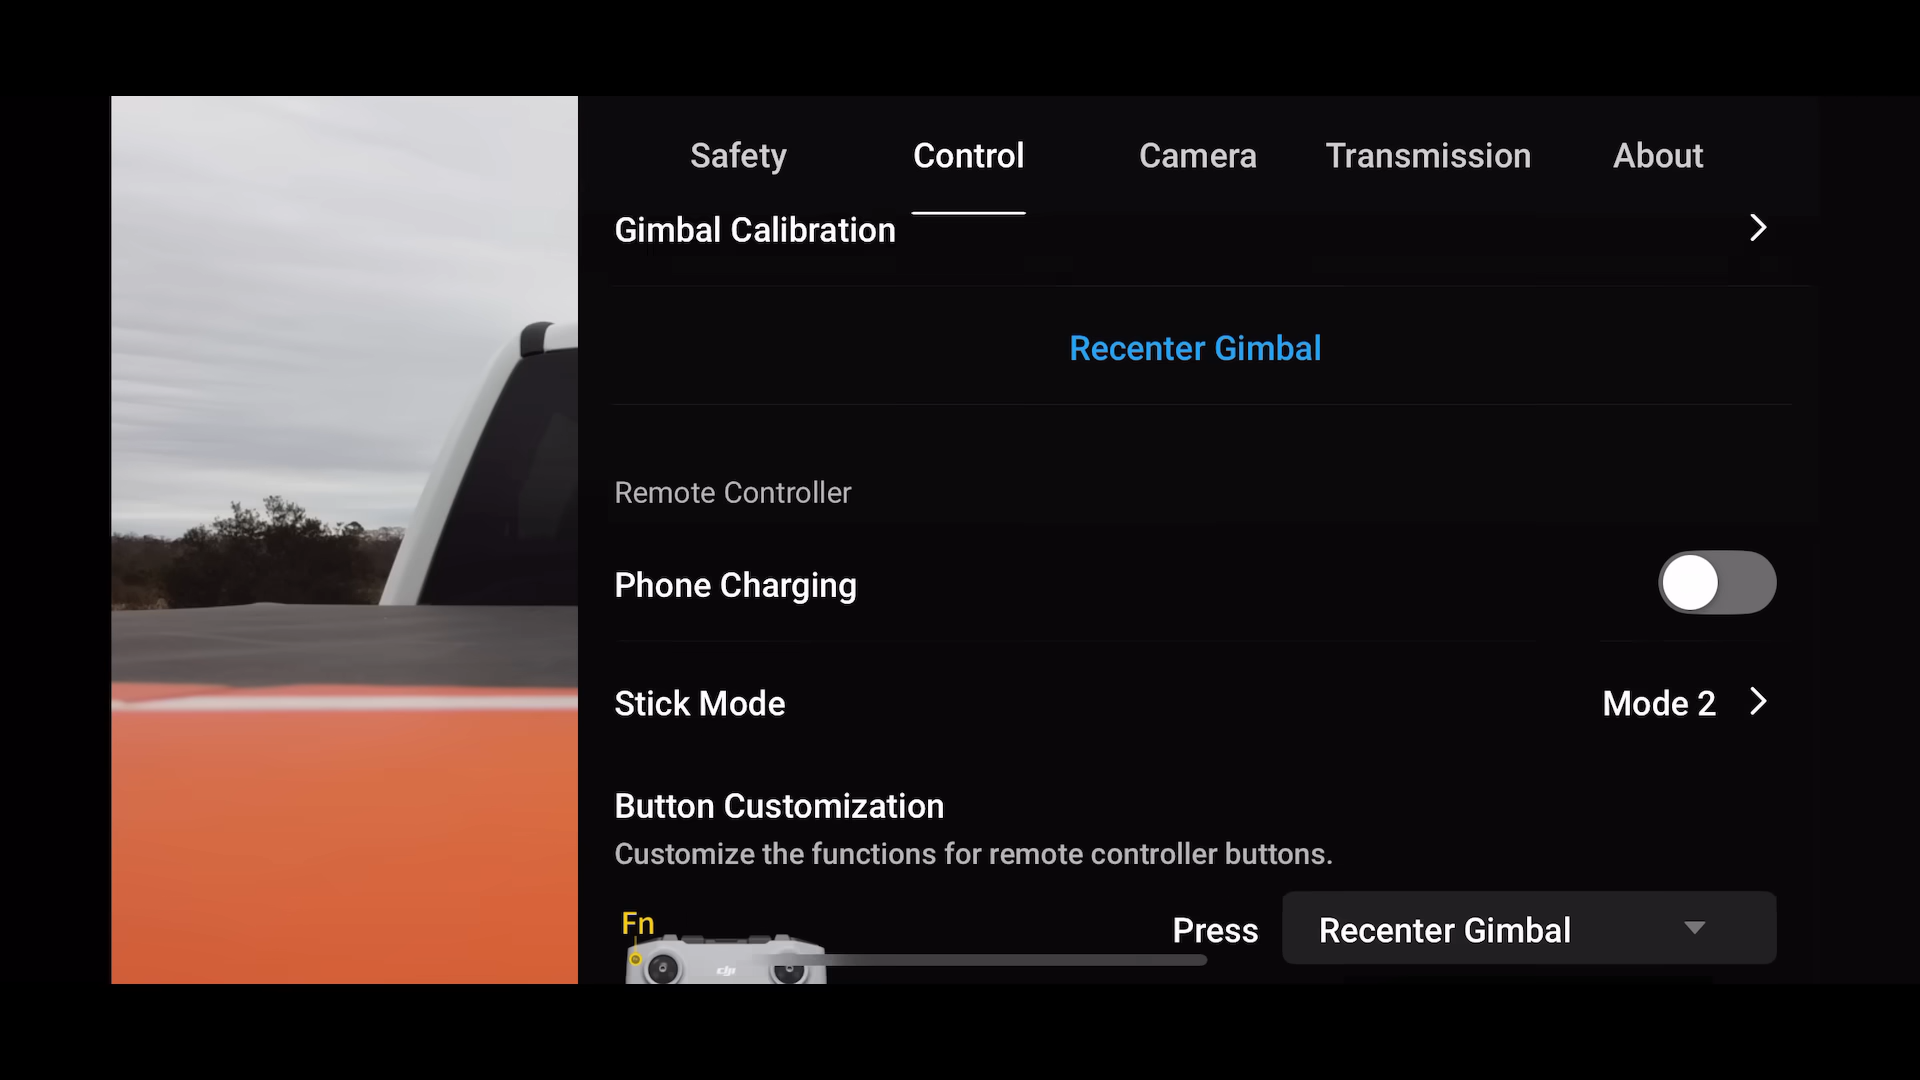 Safety Control Camera Transmission About
Gimbal Calibration
Recenter Gimbal
Remote Controller
Phone Charging
Stick Mode Mode 2
Button Customization
Customize the functions for remote controller buttons.
Fn
Press Recenter Gimbal
dji